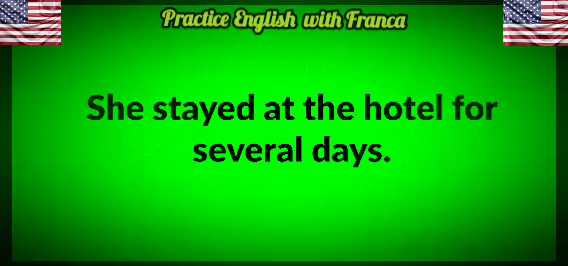 Practice English with Franca
She stayed at the hotel for
several days.